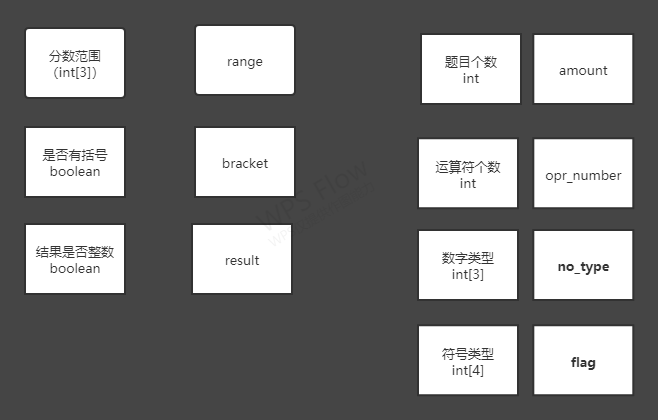 分数范围
（int[3]）
range
是否有括号
boolean
bracket
结果是否整数
boolean
result
题目个数
int
amount
运算符个数
int
opr_number
数字类型
int[3]
no_type
符号类型
int[4]
flag
WPS Flow